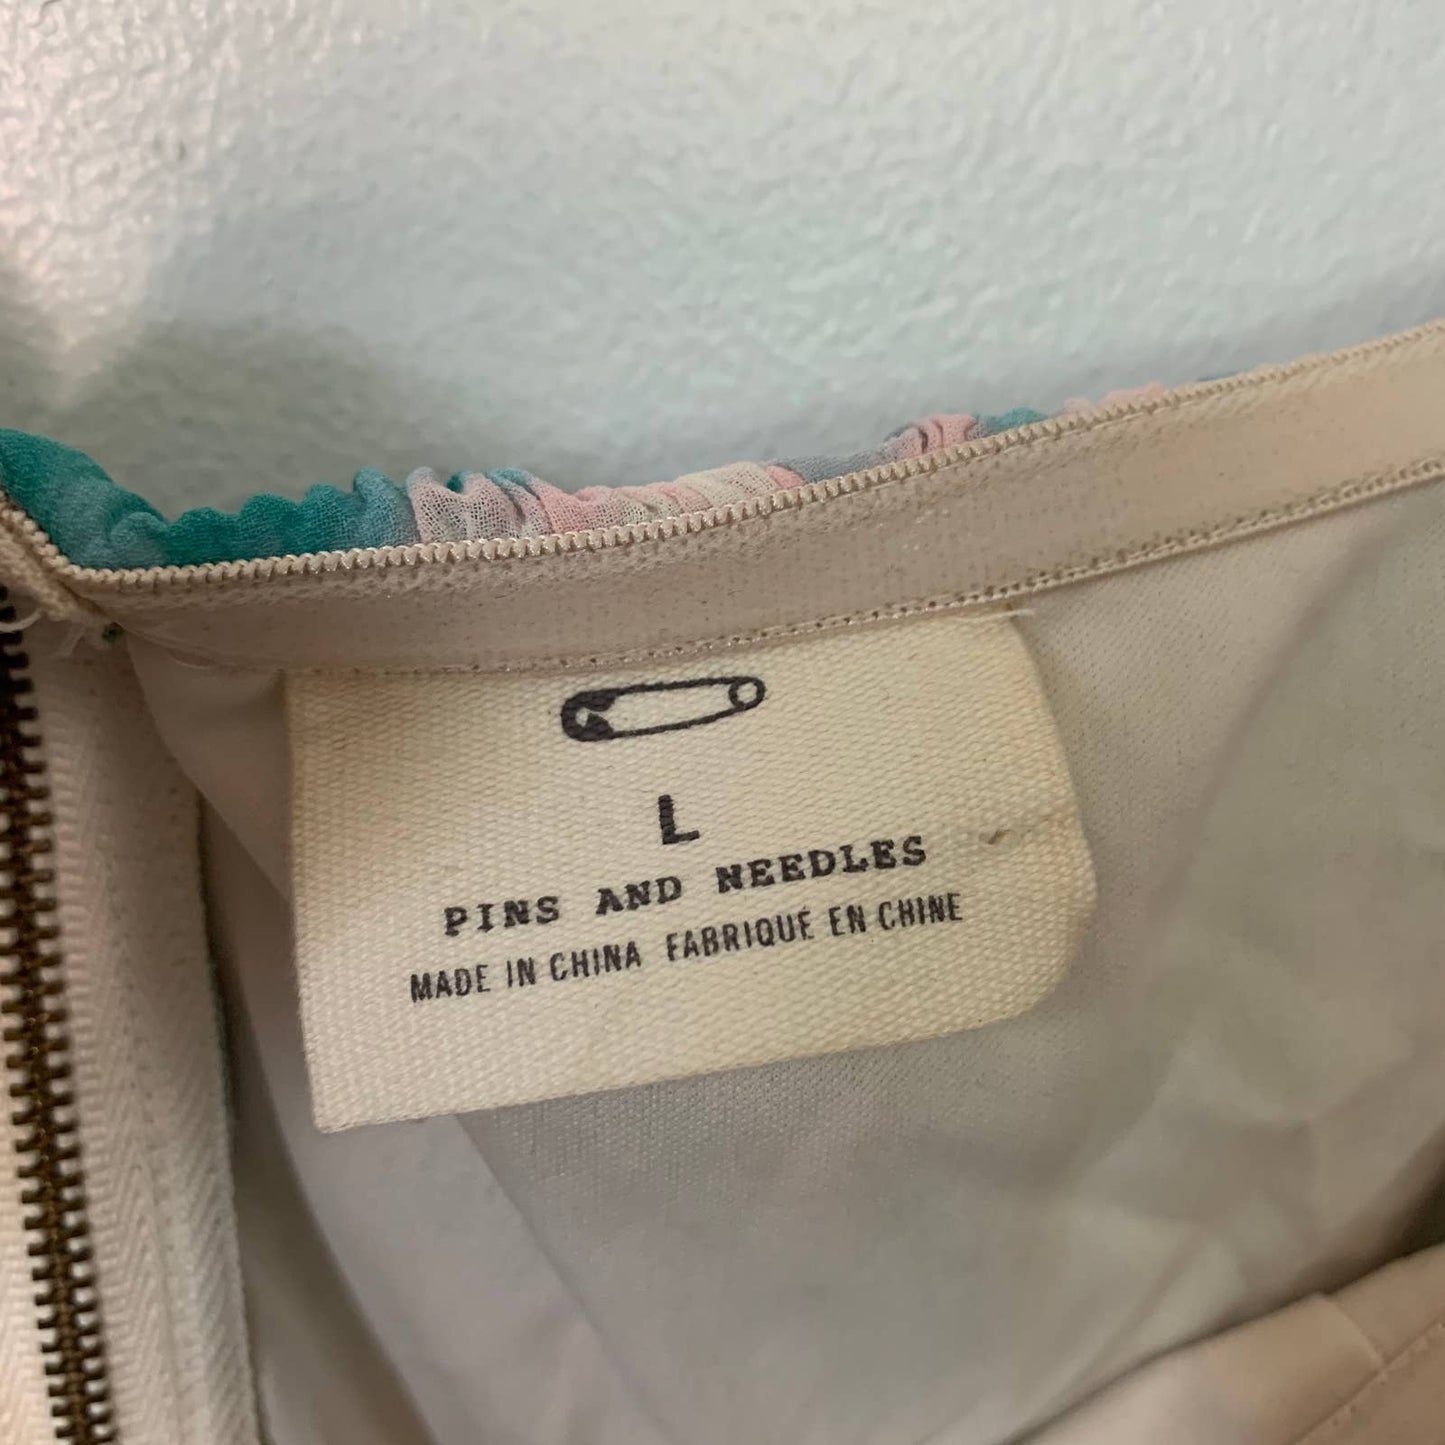 L
PINS AND NEEDLES
MADE IN CHINA FABRIQUÉ EN CHINE